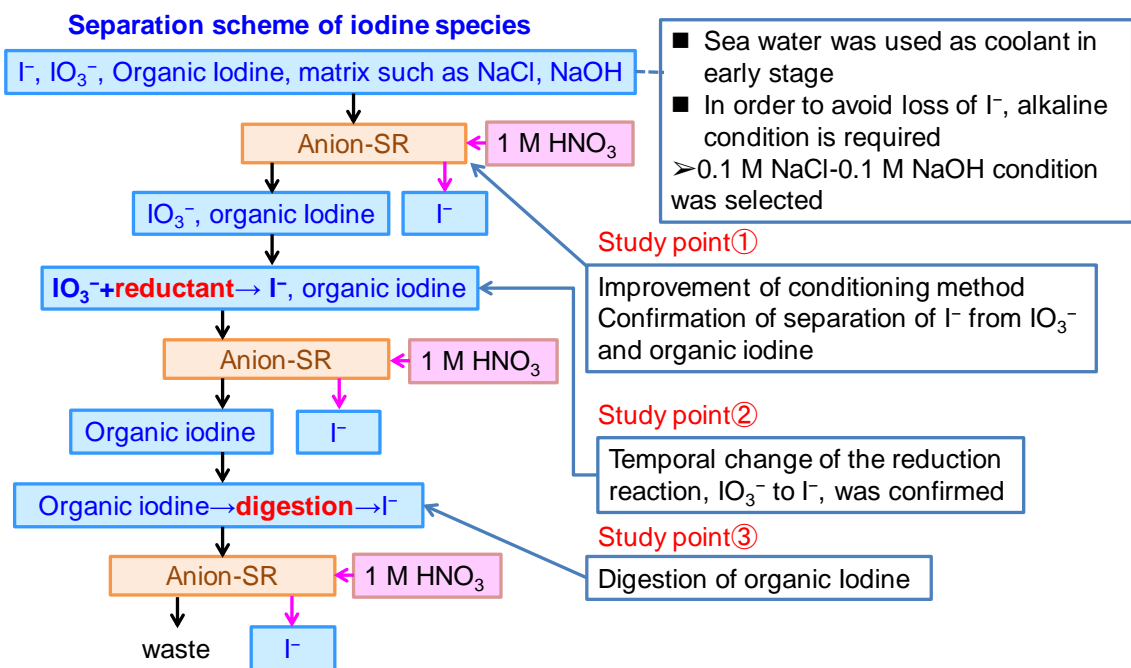 Separation scheme of iodine species
I⁻, IO₃⁻, Organic Iodine, matrix such as NaCl, NaOH
■ Sea water was used as coolant in
early stage
■ In order to avoid loss of I⁻, alkaline
condition is required
➢0.1 M NaCl-0.1 M NaOH condition
was selected
Anion-SR
1 M HNO₃
IO₃⁻, organic Iodine
I⁻
Study point①
Improvement of conditioning method
Confirmation of separation of I⁻ from IO₃⁻
and organic iodine
IO₃⁻+reductant→ I⁻, organic iodine
Anion-SR
1 M HNO₃
Organic iodine
I⁻
Study point②
Temporal change of the reduction
reaction, IO₃⁻ to I⁻, was confirmed
Organic iodine→digestion→I⁻
Study point③
Digestion of organic Iodine
Anion-SR
1 M HNO₃
waste
I⁻